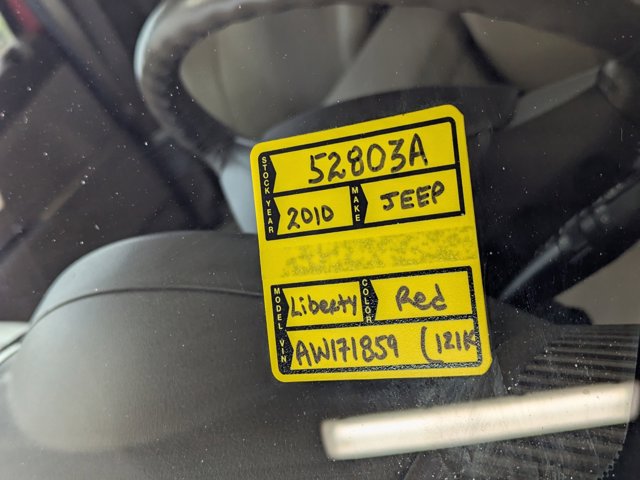 STOCK 52803A
YEAR 2010 MAKE JEEP
MODEL Liberty COLOR Red
VIN AW171859 (121K